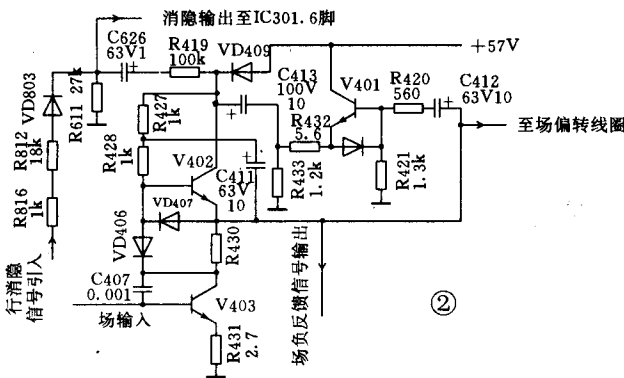 消隐输出至IC301.6脚
C626
63V1
R419
100k
VD409
+57V
VD803
R611 27k
C413
100V
10
V401
R420
560
C412
63V10
R427
1k
R432
5.6
至场偏转线圈
R812
18k
R428
1k
V402
C411
63V
10
R433
1.2k
R421
1.3k
R816
1k
VD407
VD406
R430
行消隐
信号引入
C407
0.001
V403
场输入
R431
2.7
场负反馈信号输出
②